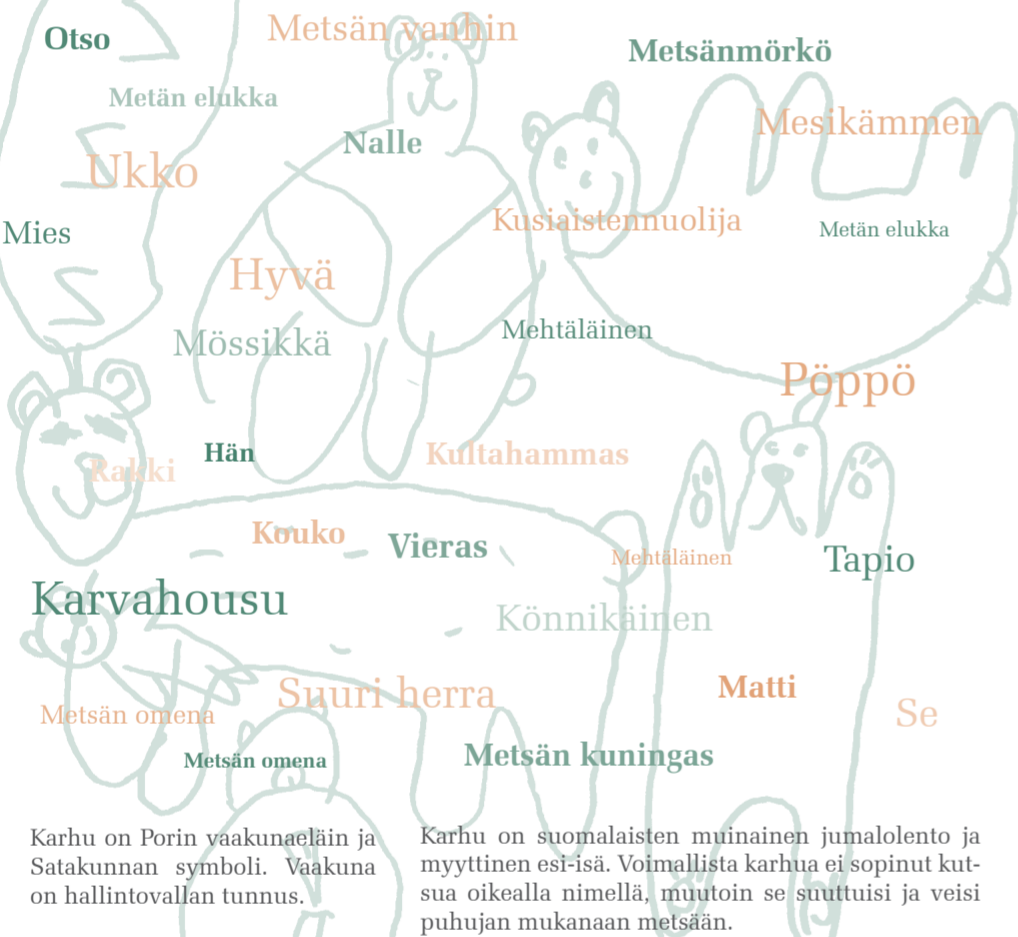 Otso
Metsän vanhin
Metsänmörkö
Metän elukka
Mesikämmen
Nalle
Ukko
Kusiaistennuolija
Mies
Metän elukka
Hyvä
Mössikkä
Mehtäläinen
Pöppö
Hän
Kultahammas
Rakki
Kouko
Vieras
Mehtäläinen
Tapio
Karvahousu
Könnikäinen
Suuri herra
Matti
Metsän omena
Se
Metsän omena
Metsän kuningas
Karhu on Porin vaakunaeläin ja
Satakunnan symboli. Vaakuna
on hallintovallan tunnus.
Karhu on suomalaisten muinainen jumalolento ja
myyttinen esi-isä. Voimallista karhua ei sopinut kut-
sua oikealla nimellä, muutoin se suuttuisi ja veisi
puhujan mukanaan metsään.